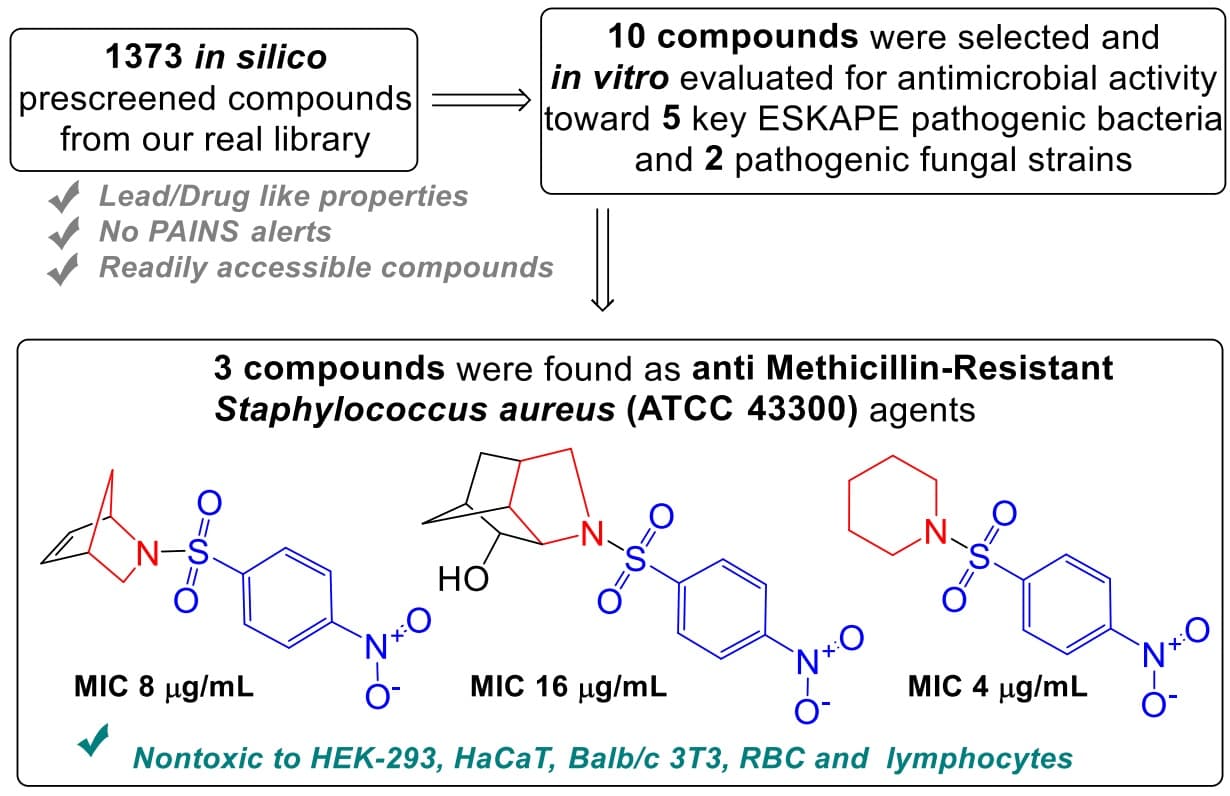 1373 in silico
prescreened compounds
from our real library
10 compounds were selected and
in vitro evaluated for antimicrobial activity
toward 5 key ESKAPE pathogenic bacteria
and 2 pathogenic fungal strains
Lead/Drug like properties
No PAINS alerts
Readily accessible compounds
3 compounds were found as anti Methicillin-Resistant
Staphylococcus aureus (ATCC 43300) agents
O
N S
O
N+ O
O-
MIC 8 μg/mL
HO
N S
O
O
N+ O
O-
MIC 16 μg/mL
N S
O
O
N+ O
O-
MIC 4 μg/mL
Nontoxic to HEK-293, HaCaT, Balb/c 3T3, RBC and lymphocytes